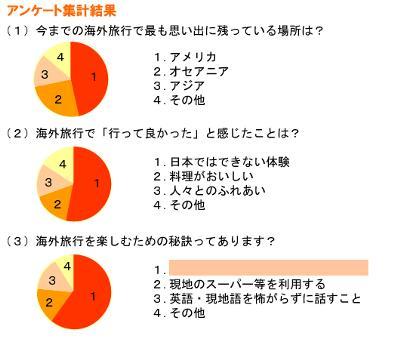 アンケート集計結果
（1）今までの海外旅行で最も思い出に残っている場所は？
1
2
3
4
1．アメリカ
2．オセアニア
3．アジア
4．その他
（2）海外旅行で「行って良かった」と感じたことは？
1
2
3
4
1．日本ではできない体験
2．料理がおいしい
3．人々とのふれあい
4．その他
（3）海外旅行を楽しむための秘訣ってあります？
1
2
3
4
1．
2．現地のスーパー等を利用する
3．英語・現地語を怖がらずに話すこと
4．その他